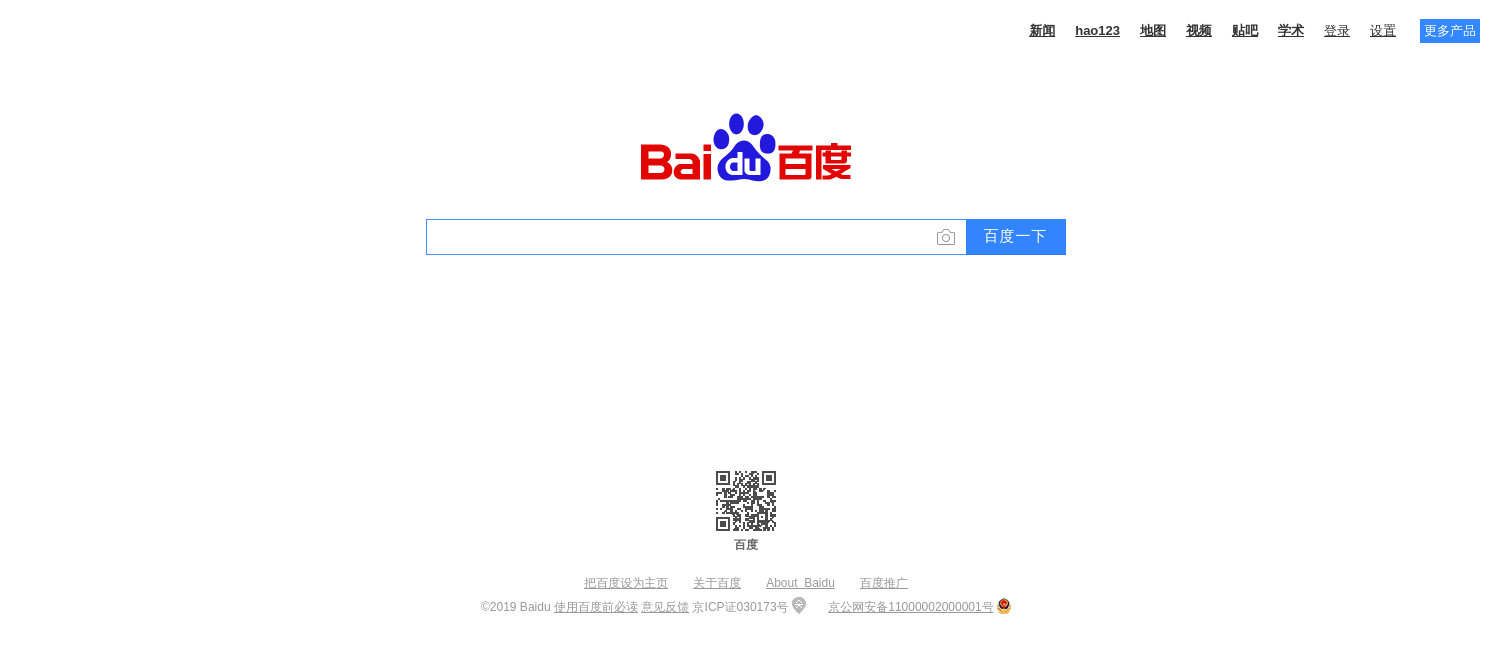 新闻 hao123 地图 视频 贴吧 学术 登录 设置 更多产品
Bai du 百度
百度一下
百度
把百度设为主页 关于百度 About Baidu 百度推广
©2019 Baidu 使用百度前必读 意见反馈 京ICP证030173号 京公网安备11000002000001号